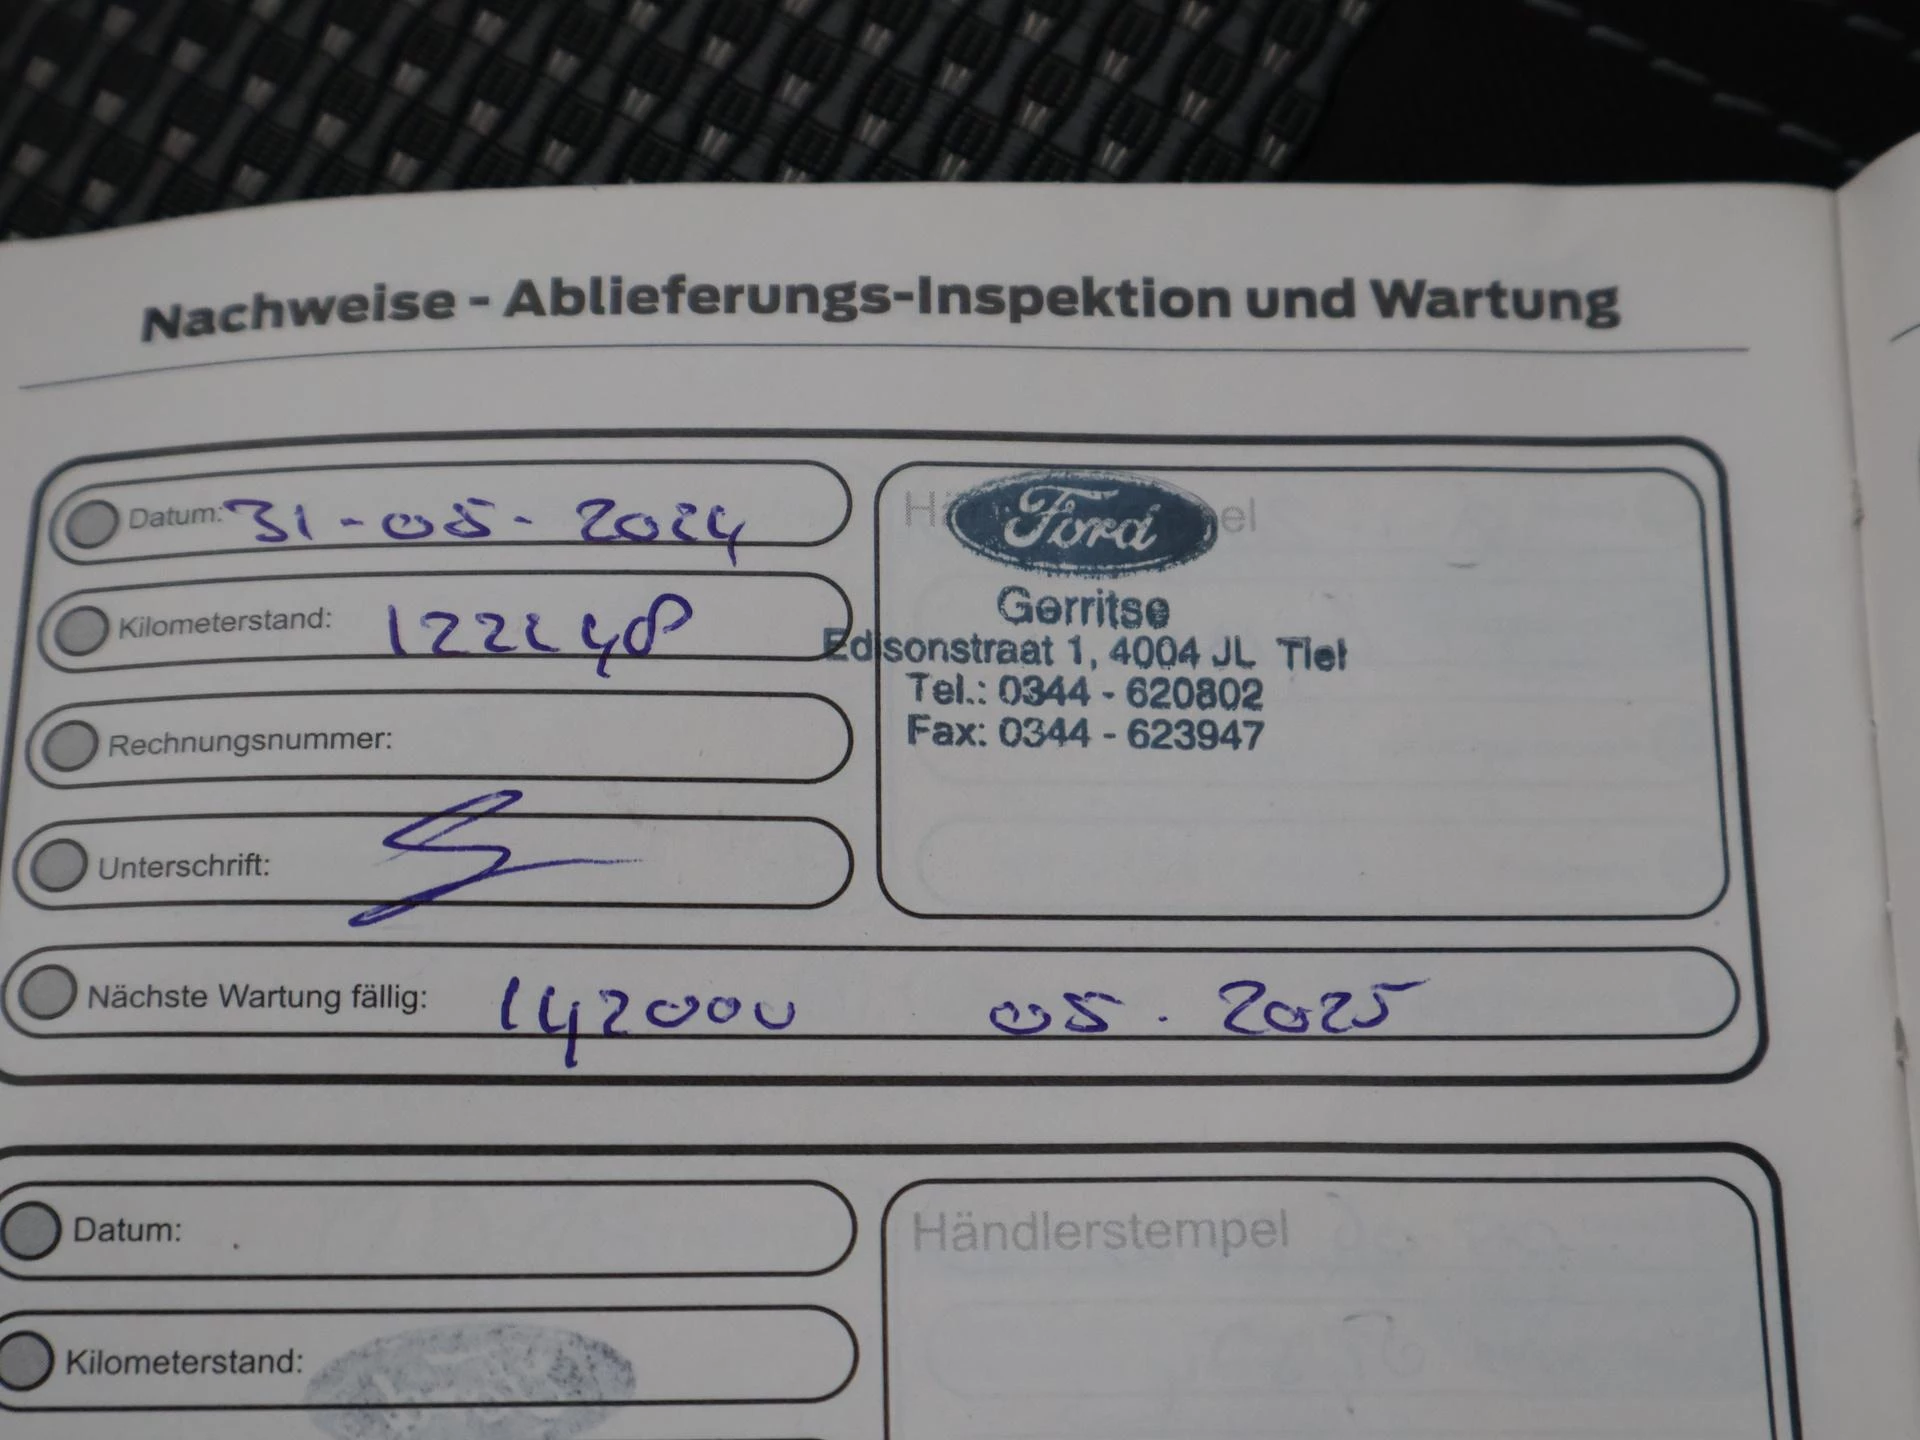 Nachweise - Ablieferungs-Inspektion und Wartung
Datum: 31-05-2024
Ford
Kilometerstand: 122248
Gerritse
Edisonstraat 1, 4004 JL Tiel
Tel.: 0344 - 620802
Rechnungsnummer:
Fax: 0344 - 623947
Unterschrift:
Nächste Wartung fällig: 142000 05. 2025
Datum:
Händlerstempel
Kilometerstand: